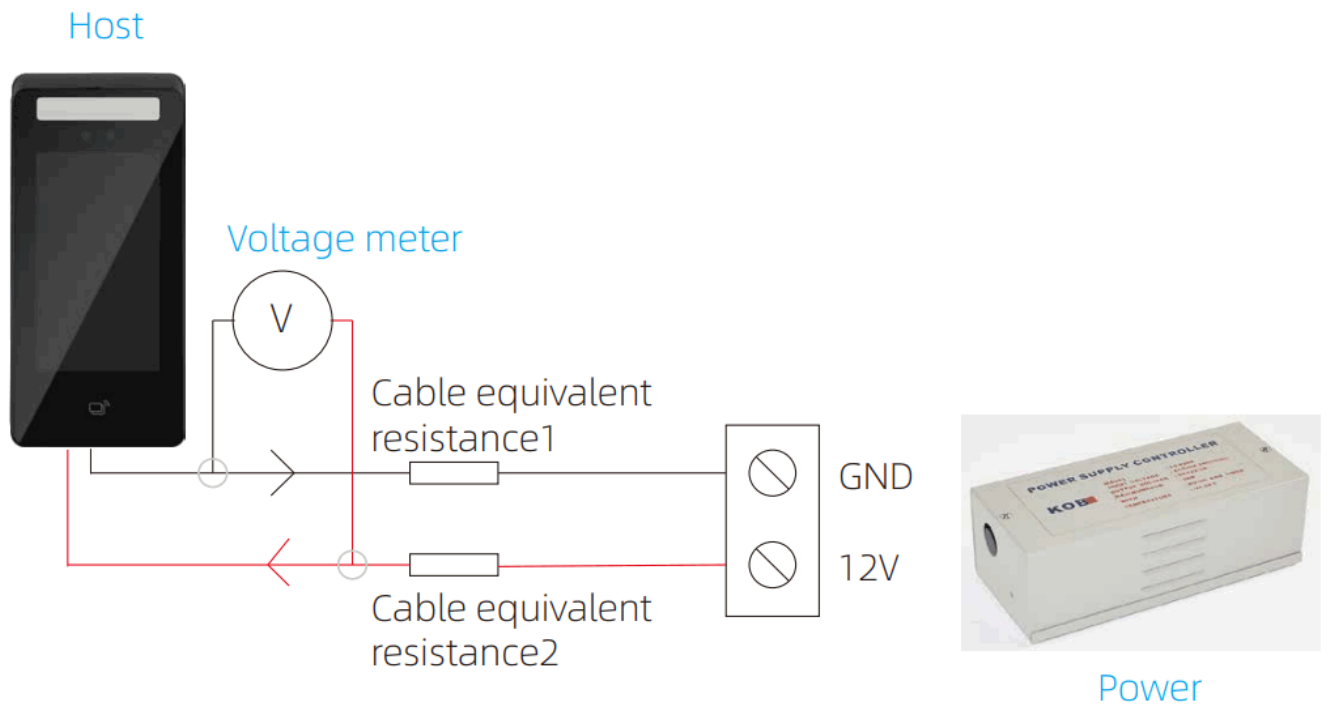 Host
Voltage meter
V
Cable equivalent
resistance1
GND
12V
Cable equivalent
resistance2
POWER SUPPLY CONTROLLER
KOB
Power